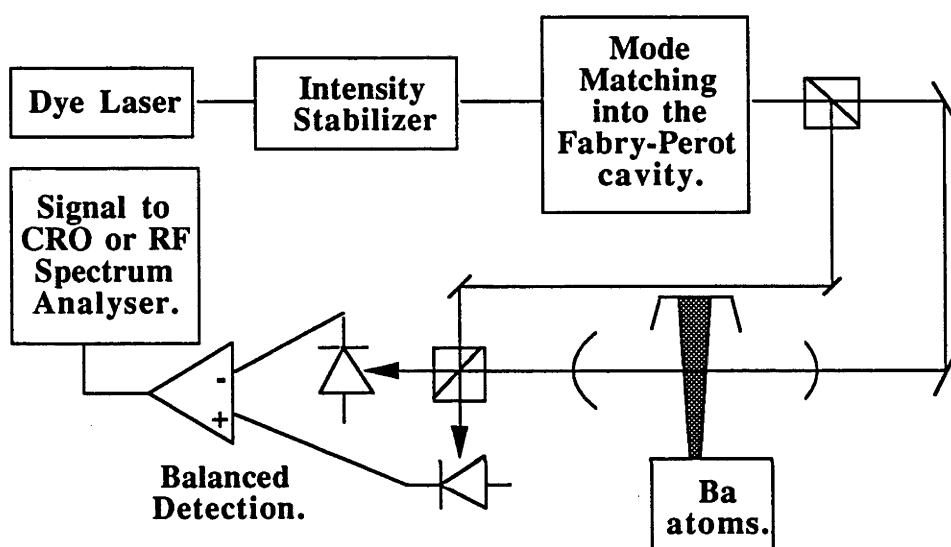 Dye Laser
Intensity
Stabilizer
Mode
Matching
into the
Fabry-Perot
cavity.
Signal to
CRO or RF
Spectrum
Analyser.
-
+
Balanced
Detection.
Ba
atoms.